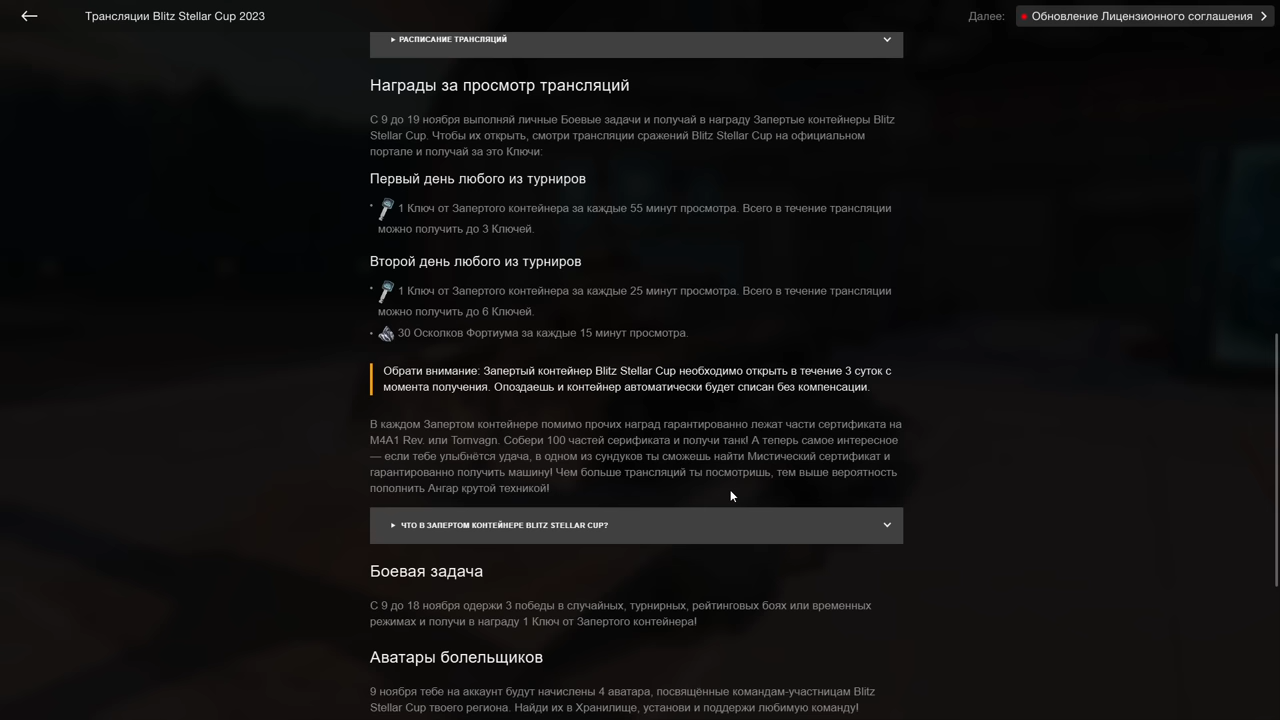 Трансляции Blitz Stellar Cup 2023
Далее:
Обновление Лицензионного соглашения
РАСПИСАНИЕ ТРАНСЛЯЦИЙ
Награды за просмотр трансляций
С 9 до 19 ноября выполняй личные Боевые задачи и получай в награду Запертые контейнеры Blitz
Stellar Cup. Чтобы их открыть, смотри трансляции сражений Blitz Stellar Cup на официальном
портале и получай за это Ключи:
Первый день любого из турниров
1 Ключ от Запертого контейнера за каждые 55 минут просмотра. Всего в течение трансляции
можно получить до 3 Ключей.
Второй день любого из турниров
1 Ключ от Запертого контейнера за каждые 25 минут просмотра. Всего в течение трансляции
можно получить до 6 Ключей.
30 Осколков Фортиума за каждые 15 минут просмотра.
Обрати внимание: Запертый контейнер Blitz Stellar Cup необходимо открыть в течение 3 суток с
момента получения. Опоздаешь и контейнер автоматически будет списан без компенсации.
В каждом Запертом контейнере помимо прочих наград гарантированно лежат части сертификата на
M4A1 Rev. или Tornvagn. Собери 100 частей серификата и получи танк! А теперь самое интересное
— если тебе улыбнётся удача, в одном из сундуков ты сможешь найти Мистический сертификат и
гарантированно получить машину! Чем больше трансляций ты посмотришь, тем выше вероятность
пополнить Ангар крутой техникой!
ЧТО В ЗАПЕРТОМ КОНТЕЙНЕРЕ BLITZ STELLAR CUP?
Боевая задача
С 9 до 18 ноября одержи 3 победы в случайных, турнирных, рейтинговых боях или временных
режимах и получи в награду 1 Ключ от Запертого контейнера!
Аватары болельщиков
9 ноября тебе на аккаунт будут начислены 4 аватара, посвящённые командам-участницам Blitz
Stellar Cup твоего региона. Найди их в Хранилище, установи и поддержи любимую команду!